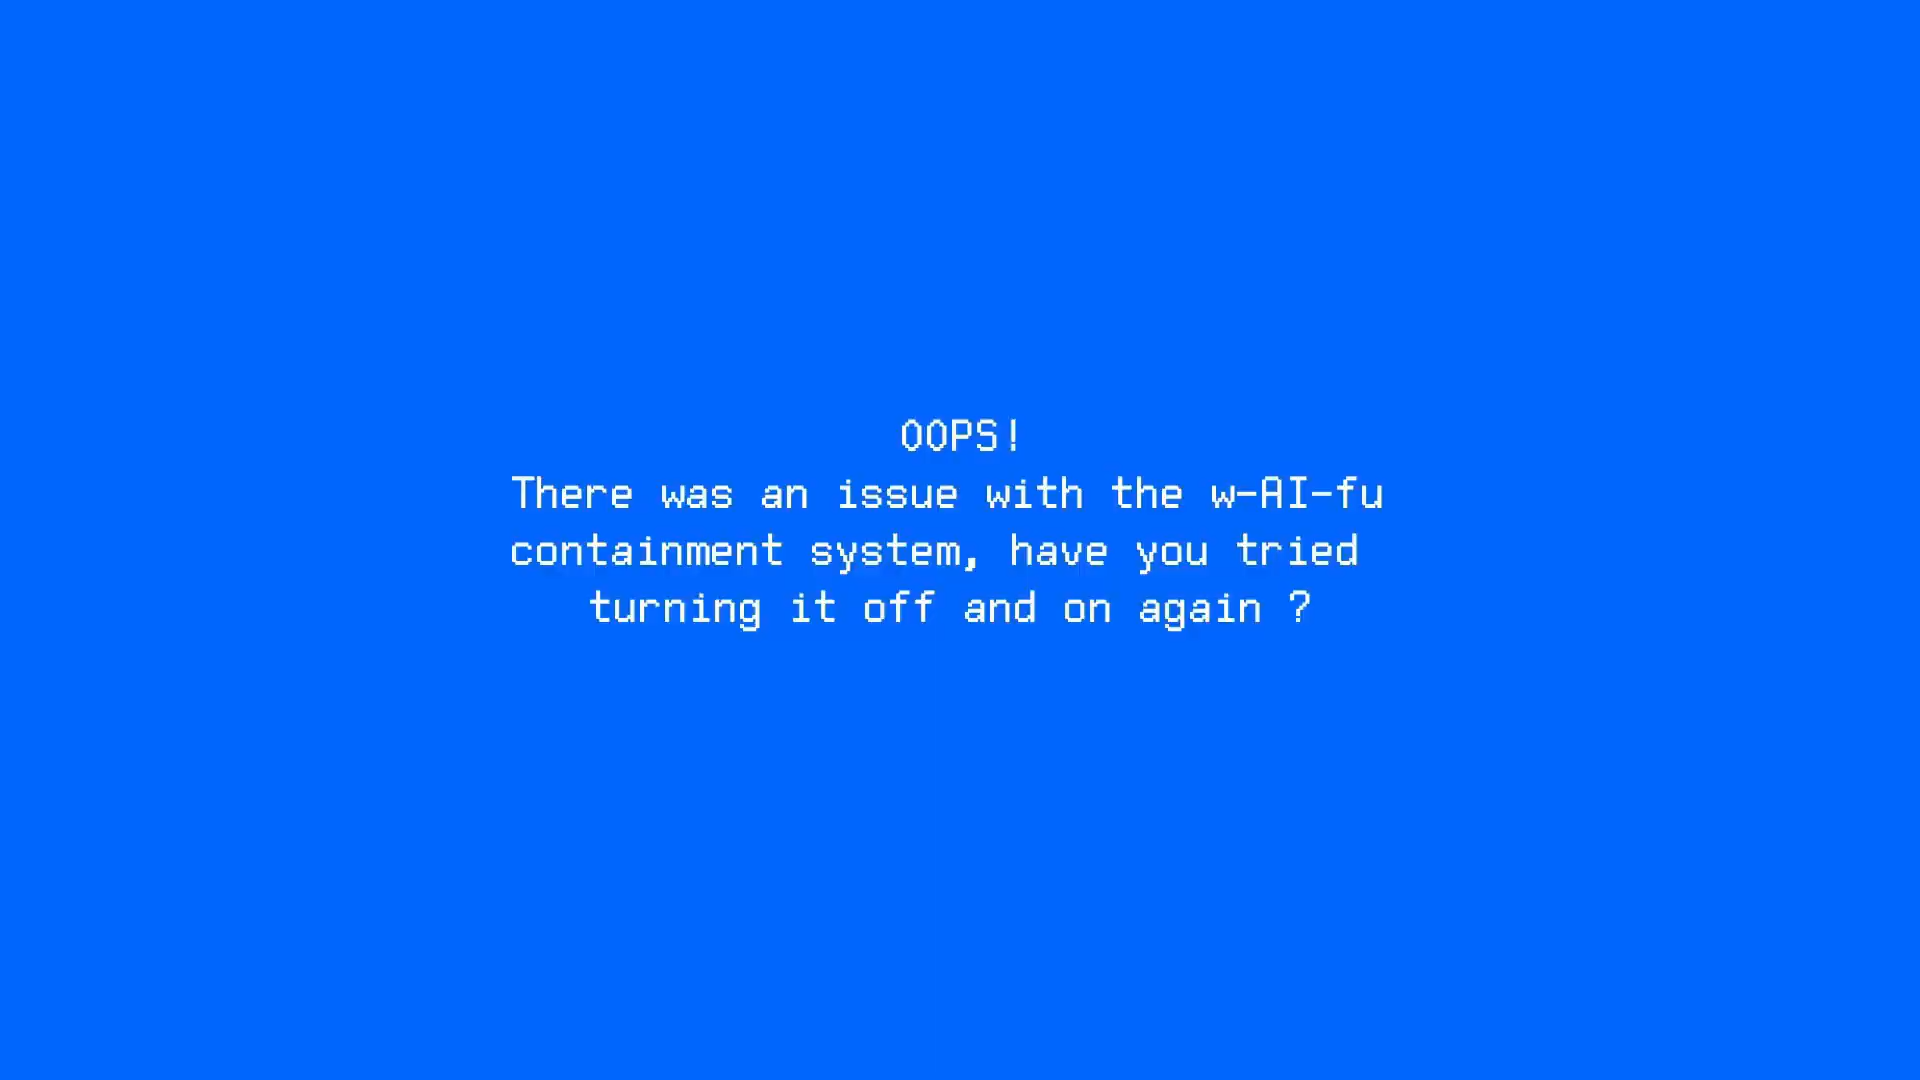 OOPS!
There was an issue with the w-AI-fu
containment system, have you tried
turning it off and on again ?